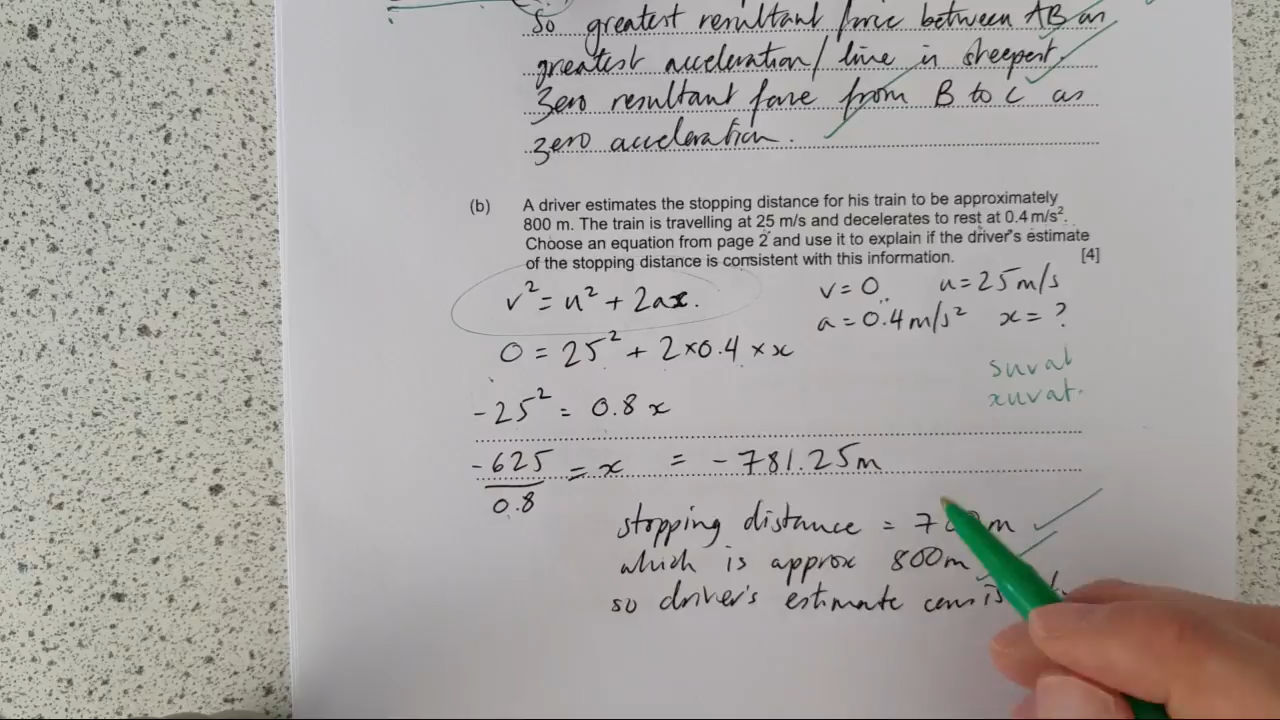 So greatest resultant force between AB as
greatest acceleration/ line is steepest.
Zero resultant force from B to C as
zero acceleration.
(b) A driver estimates the stopping distance for his train to be approximately
800 m. The train is travelling at 25 m/s and decelerates to rest at 0.4 m/s².
Choose an equation from page 2 and use it to explain if the driver's estimate
of the stopping distance is consistent with this information. [4]
v² = u² + 2ax. v = 0 u = 25 m/s
a = 0.4 m/s² x = ?
0 = 25² + 2×0.4 × x
suvat
xuvat.
-25² = 0.8 x
-625/0.8 = x = -781.25m
stopping distance = m
which is approx 800m
so driver's estimate